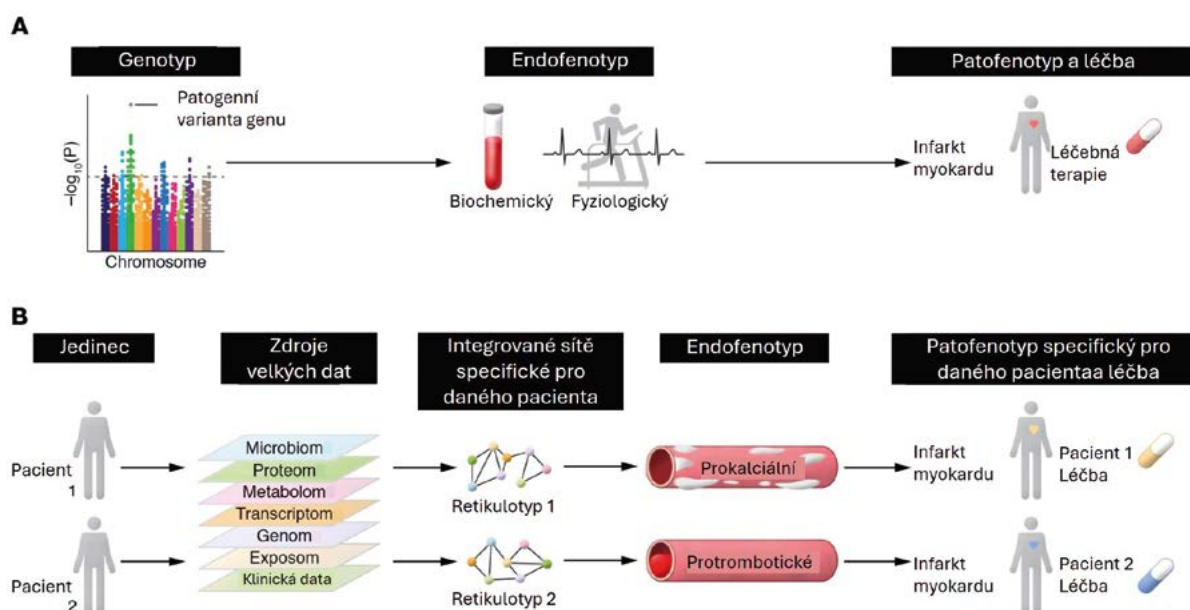 A
Genotyp
Endofenotyp
Patofenotyp a léčba
Patogenní
varianta genu
–log₁₀(P)
Chromosome
Biochemický
Fyziologický
Infarkt
myokardu
Léčebná
terapie
B
Jedinec
Zdroje
velkých dat
Integrované sítě
specifické pro
daného pacienta
Endofenotyp
Patofenotyp specifický pro
daného pacientaa léčba
Pacient
1
Microbiom
Proteom
Metabolom
Transcriptom
Genom
Exposom
Klinická data
Retikulotyp 1
Prokalciální
Infarkt
myokardu
Pacient 1
Léčba
Pacient
2
Retikulotyp 2
Protrombotické
Infarkt
myokardu
Pacient 2
Léčba